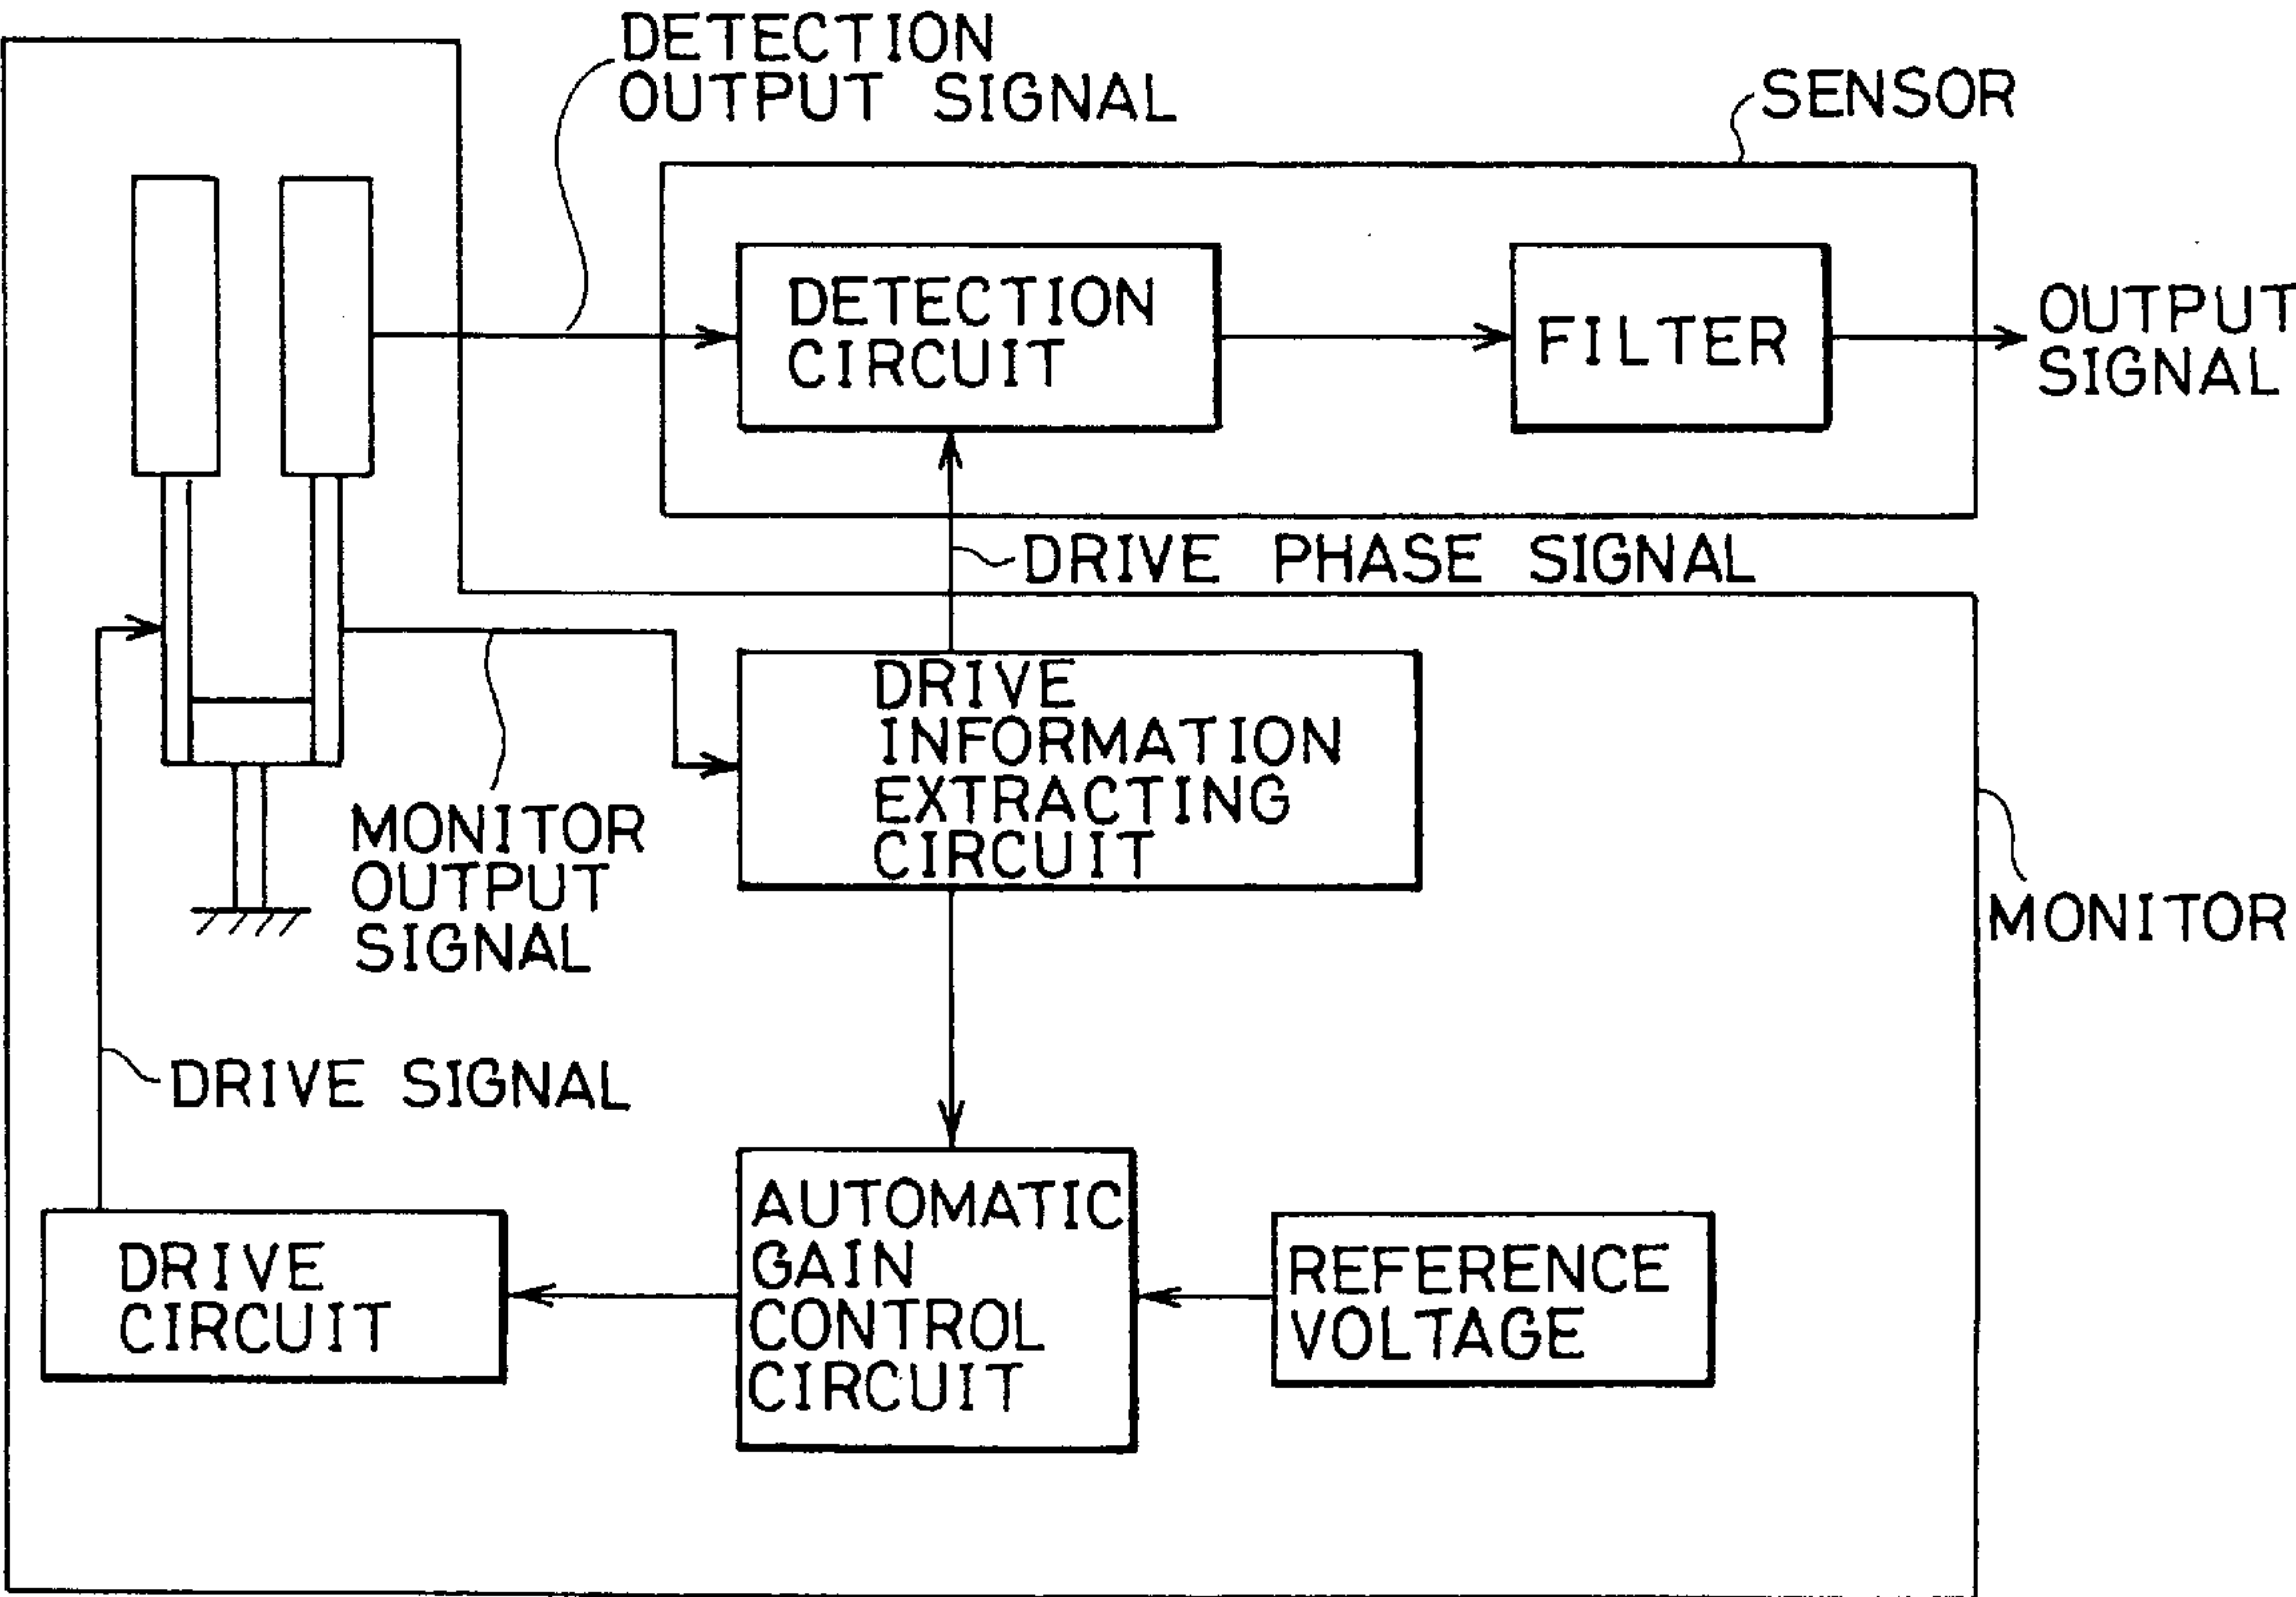 DETECTION
OUTPUT SIGNAL
SENSOR
DETECTION
CIRCUIT
FILTER
OUTPUT
SIGNAL
DRIVE PHASE SIGNAL
DRIVE
INFORMATION
EXTRACTING
CIRCUIT
MONITOR
OUTPUT
SIGNAL
MONITOR
DRIVE SIGNAL
DRIVE
CIRCUIT
AUTOMATIC
GAIN
CONTROL
CIRCUIT
REFERENCE
VOLTAGE